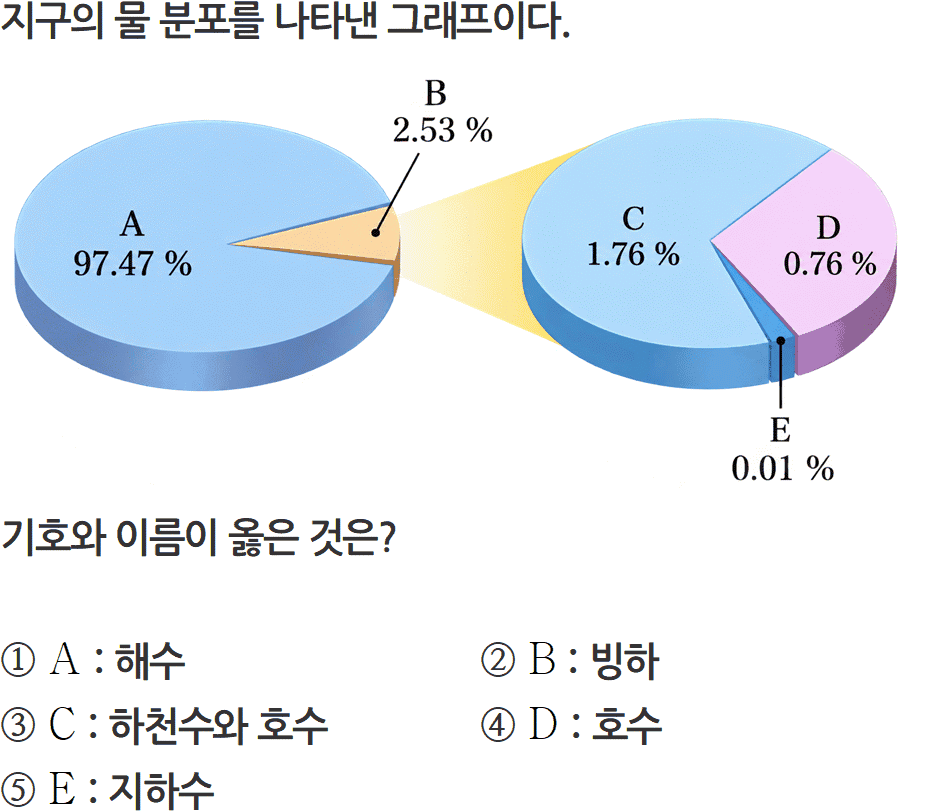 지구의 물 분포를 나타낸 그래프이다.
B
2.53 %
A
97.47 %
C
1.76 %
D
0.76 %
E
0.01 %
기호와 이름이 옳은 것은?
① A : 해수 ② B : 빙하
③ C : 하천수와 호수 ④ D : 호수
⑤ E : 지하수